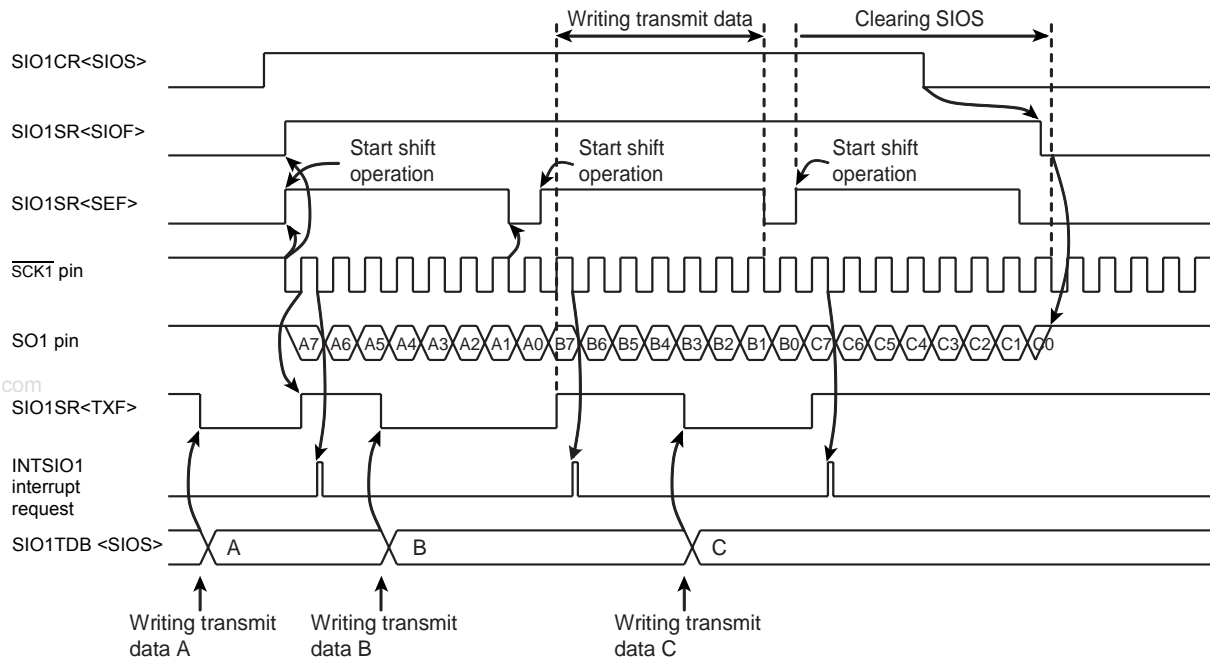 Writing transmit data
Clearing SIOS
SIO1CR<SIOS>
SIO1SR<SIOF>
Start shift
operation
Start shift
operation
Start shift
operation
SIO1SR<SEF>
SCK1 pin
SO1 pin
A7 A6 A5 A4 A3 A2 A1 A0 B7 B6 B5 B4 B3 B2 B1 B0 C7 C6 C5 C4 C3 C2 C1 C0
com
SIO1SR<TXF>
INTSIO1
interrupt
request
SIO1TDB <SIOS>
A
B
C
Writing transmit
data A
Writing transmit
data B
Writing transmit
data C